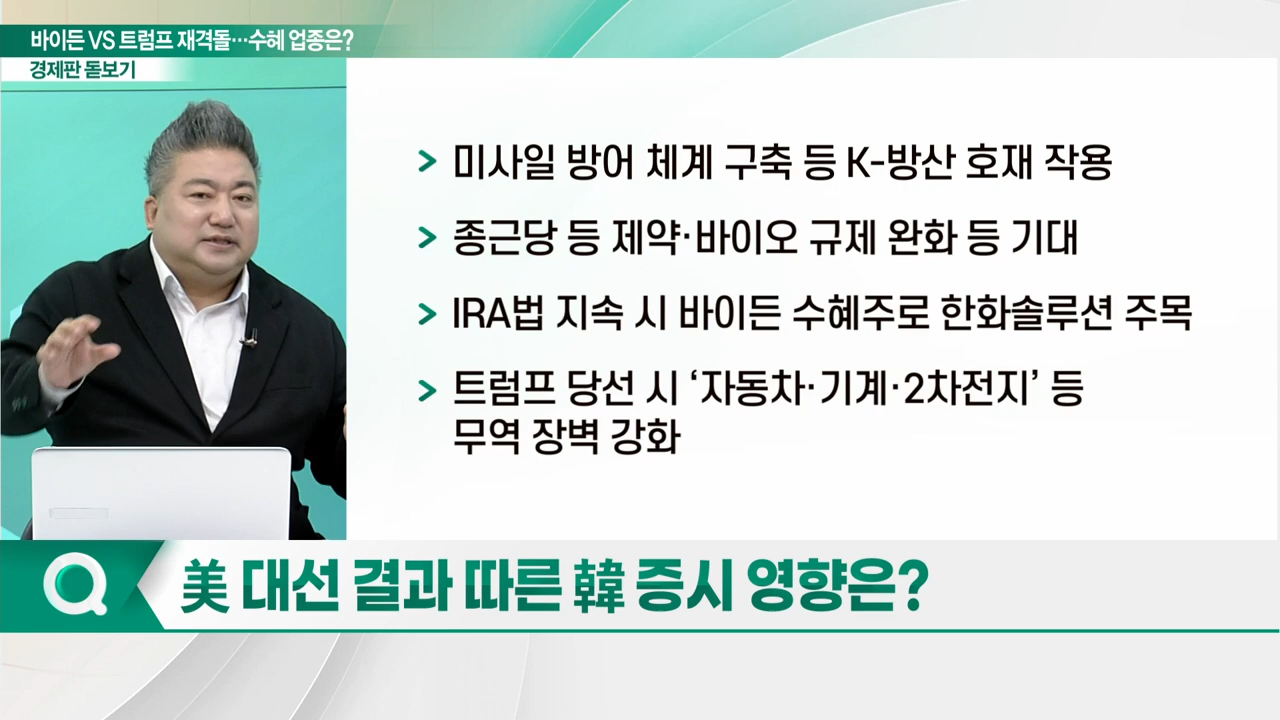 바이든 VS 트럼프 재격돌…수혜 업종은?
경제판 돋보기
> 미사일 방어 체계 구축 등 K-방산 호재 작용
> 종근당 등 제약·바이오 규제 완화 등 기대
> IRA법 지속 시 바이든 수혜주로 한화솔루션 주목
> 트럼프 당선 시 ‘자동차·기계·2차전지’ 등
무역 장벽 강화
美 대선 결과 따른 韓 증시 영향은?